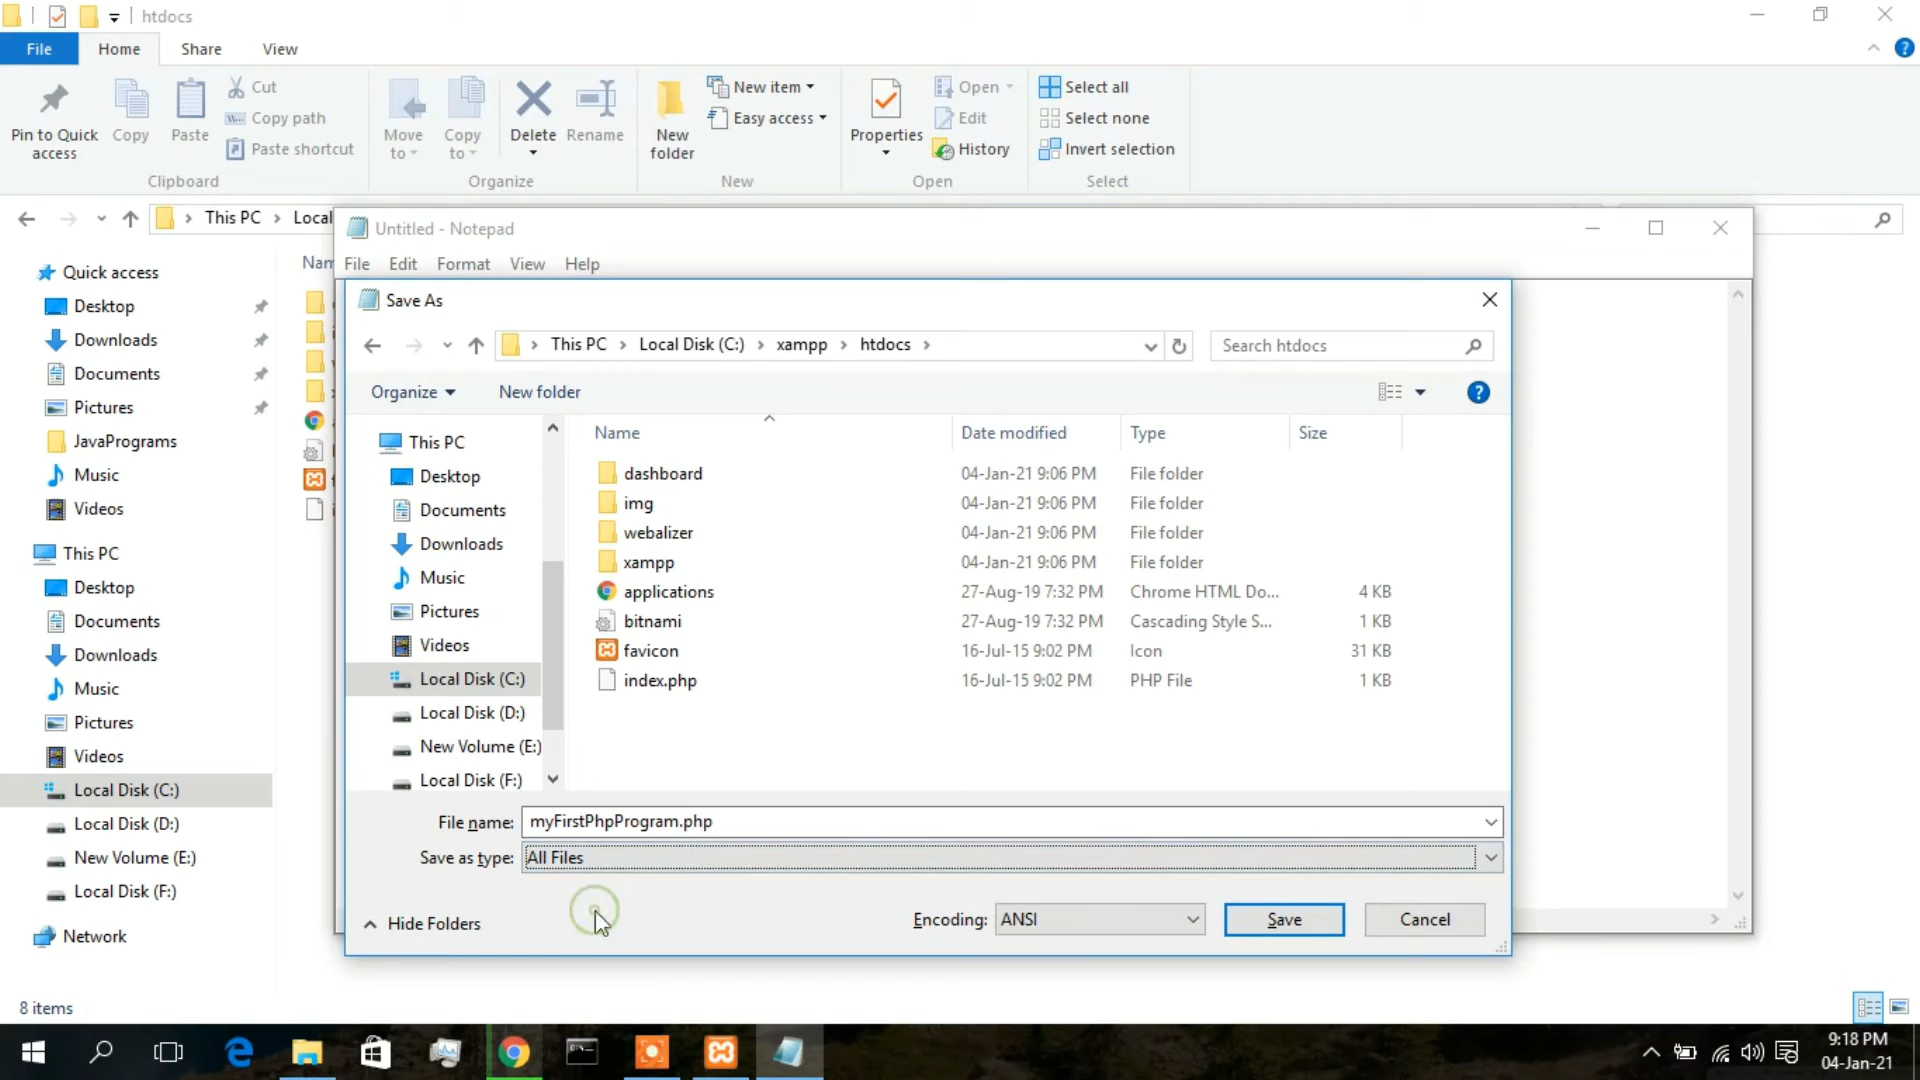 htdocs
File Home Share View
Pin to Quick access
Copy
Paste
Cut
Copy path
Paste shortcut
Clipboard
Move to
Copy to
Delete
Rename
Organize
New folder
New item
Easy access
New
Properties
Open
Edit
History
Open
Select all
Select none
Invert selection
Select
This PC Local
Quick access
Desktop
Downloads
Documents
Pictures
JavaPrograms
Music
Videos
This PC
Desktop
Documents
Downloads
Music
Pictures
Videos
Local Disk (C:)
Local Disk (D:)
New Volume (E:)
Local Disk (F:)
Network
8 items
Nam
Untitled - Notepad
File Edit Format View Help
Save As
This PC Local Disk (C:) xampp htdocs
Search htdocs
Organize New folder
This PC
Desktop
Documents
Downloads
Music
Pictures
Videos
Local Disk (C:)
Local Disk (D:)
New Volume (E:)
Local Disk (F:)
Name Date modified Type Size
dashboard 04-Jan-21 9:06 PM File folder
img 04-Jan-21 9:06 PM File folder
webalizer 04-Jan-21 9:06 PM File folder
xampp 04-Jan-21 9:06 PM File folder
applications 27-Aug-19 7:32 PM Chrome HTML Do... 4 KB
bitnami 27-Aug-19 7:32 PM Cascading Style S... 1 KB
favicon 16-Jul-15 9:02 PM Icon 31 KB
index.php 16-Jul-15 9:02 PM PHP File 1 KB
File name: myFirstPhpProgram.php
Save as type: All Files
Hide Folders
Encoding: ANSI
Save
Cancel
9:18 PM
04-Jan-21